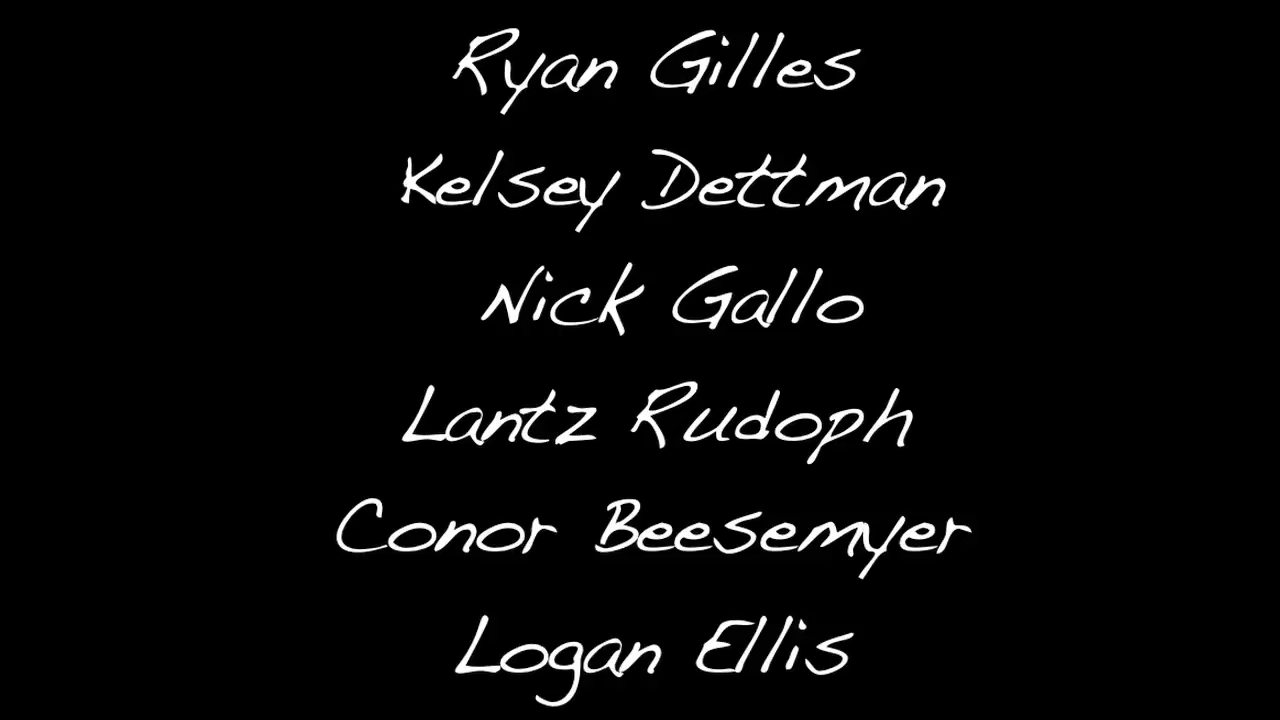 Ryan Gilles
Kelsey Dettman
Nick Gallo
Lantz Rudoph
Conor Beesemyer
Logan Ellis